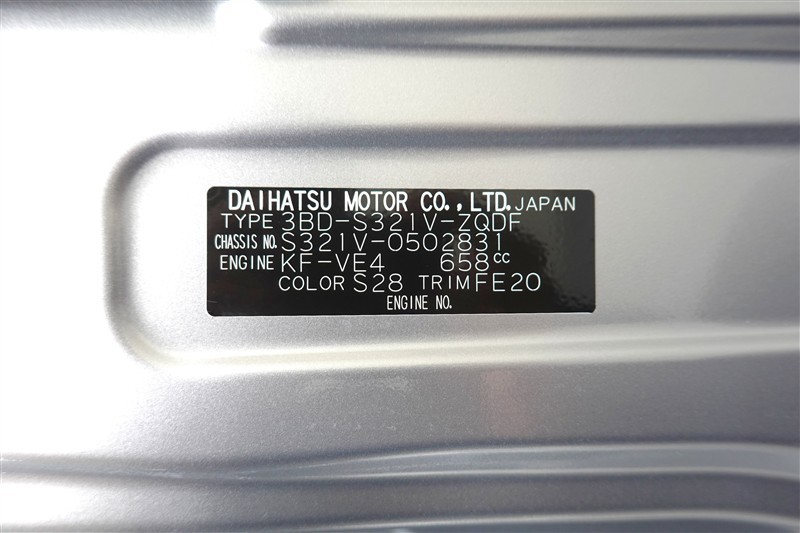 DAIHATSU MOTOR CO., LTD. JAPAN
TYPE 3BD-S321V-ZQDF
CHASSIS NO. S321V-0502831
ENGINE KF-VE4 658cc
COLOR S28 TRIM FE20
ENGINE NO.